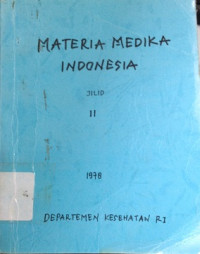 MATERIA MEDIKA
INDONESIA
JILID
II
1978
DEPARTEMEN KESEHATAN RI